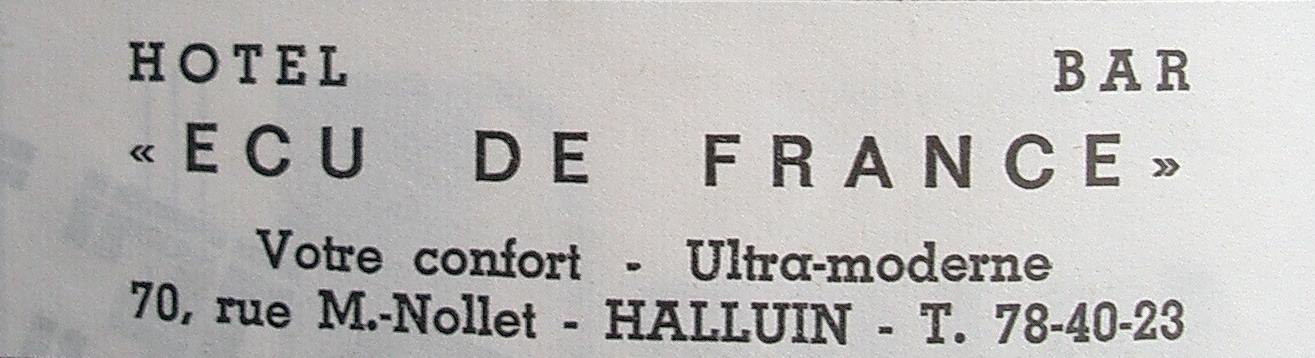 HOTEL BAR
« ECU DE FRANCE »
Votre confort - Ultra-moderne
70, rue M.-Nollet - HALLUIN - T. 78-40-23